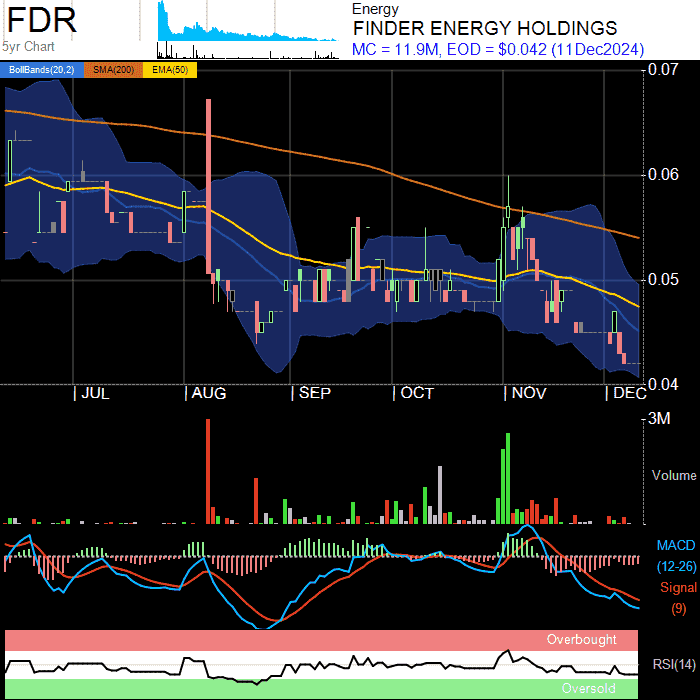 FDR
5yr Chart
Energy
FINDER ENERGY HOLDINGS
MC = 11.9M, EOD = $0.042 (11Dec2024)
BollBands(20,2) SMA(200) EMA(50)
0.07
0.06
0.05
0.04
| JUL | AUG | SEP | OCT | NOV | DEC
3M
Volume
MACD
(12-26)
Signal
(9)
Overbought
RSI(14)
Oversold